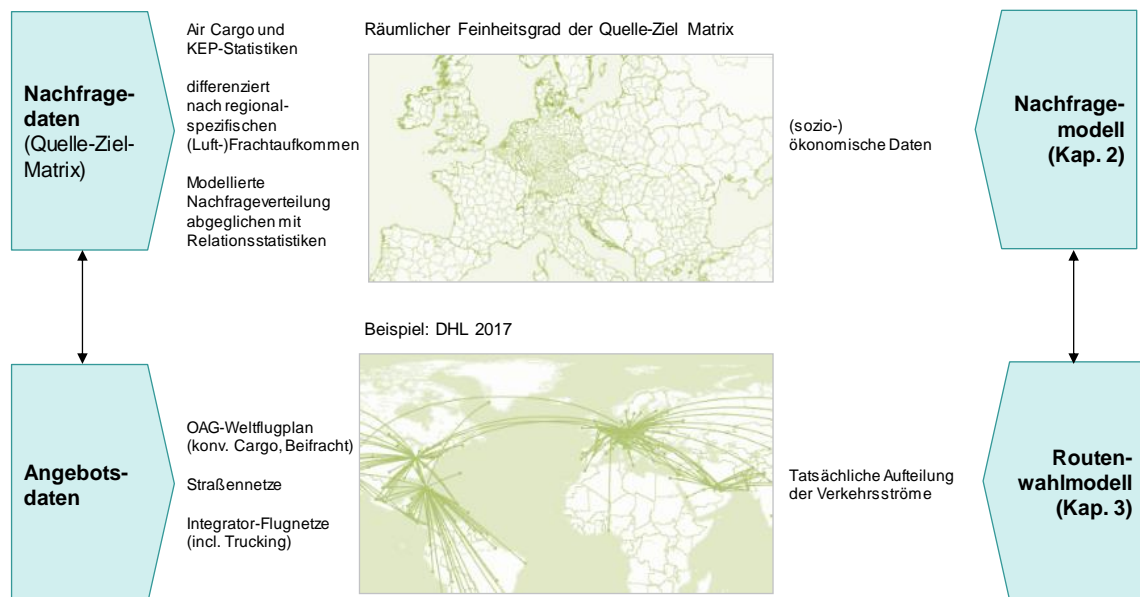 Nachfrage-
daten
(Quelle-Ziel-
Matrix)
Air Cargo und
KEP-Statistiken
differenziert
nach regional-
spezifischen
(Luft-)Frachtaufkommen
Modellierte
Nachfrageverteilung
abgeglichen mit
Relationsstatistiken
Räumlicher Feinheitsgrad der Quelle-Ziel Matrix
(sozio-)
ökonomische Daten
Nachfrage
modell
(Kap. 2)
Angebots-
daten
OAG-Weltflugplan
(konv. Cargo, Beifracht)
Straßennetze
Integrator-Flugnetze
(incl. Trucking)
Beispiel: DHL 2017
Tatsächliche Aufteilung
der Verkehrsströme
Routen-
wahlmodell
(Kap. 3)